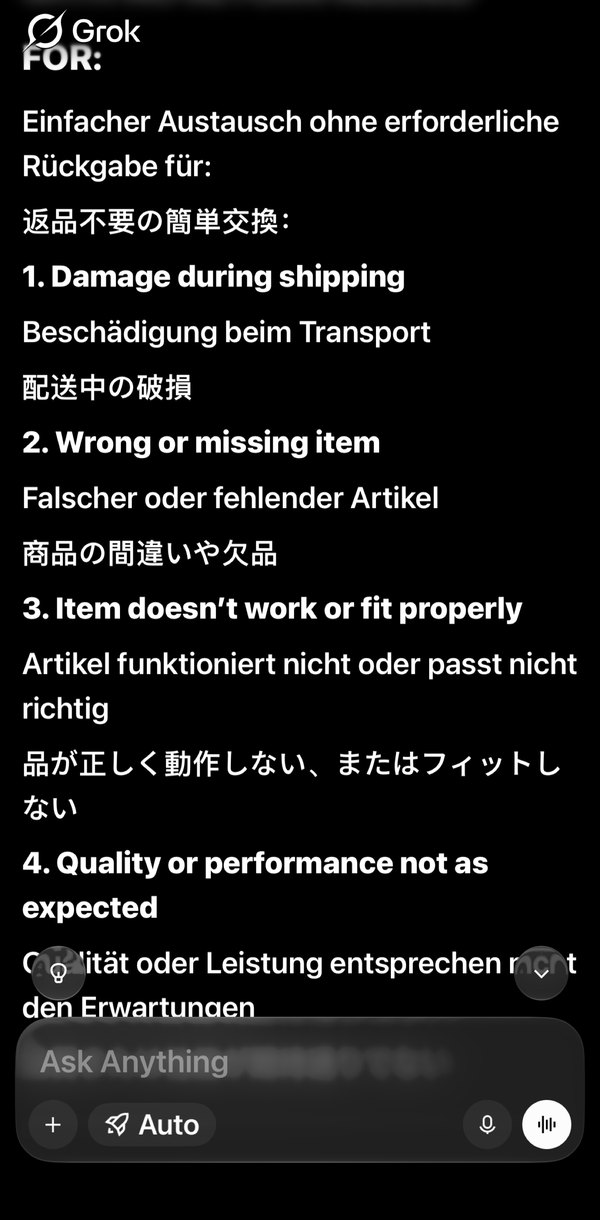 Grok
FOR:
Einfacher Austausch ohne erforderliche
Rückgabe für:
返品不要の簡単交換：
1. Damage during shipping
Beschädigung beim Transport
配送中の破損
2. Wrong or missing item
Falscher oder fehlender Artikel
商品の間違いや欠品
3. Item doesn’t work or fit properly
Artikel funktioniert nicht oder passt nicht
richtig
品が正しく動作しない、またはフィットし
ない
4. Quality or performance not as
expected
oder Leistung entsprechen
den Erwartungen
Ask Anything
Auto